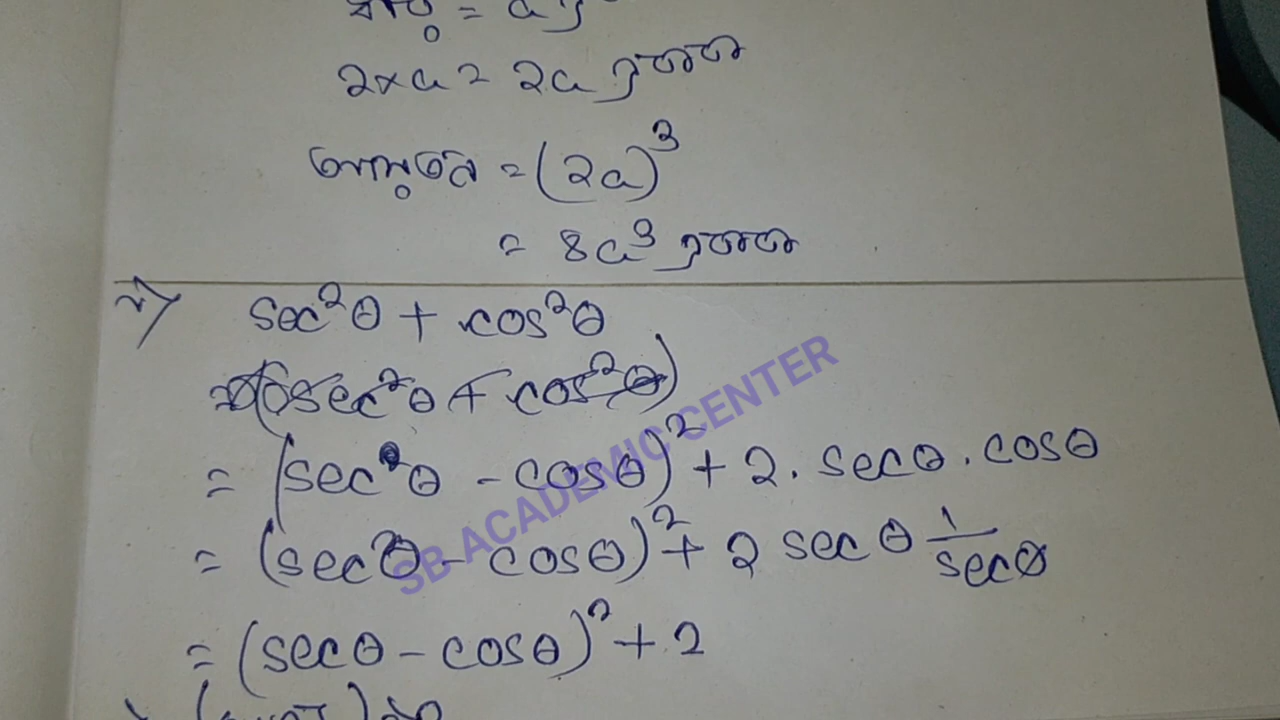 বাহু = a
2×a = 2a একক
আয়তন = (2a)³
= 8a³ একক
sec²θ + cos²θ
= (secθ - cosθ)² + 2. secθ . cosθ
= (secθ - cosθ)² + 2 secθ 1/secθ
= (secθ - cosθ)² + 2
SB ACADEMIC CENTER